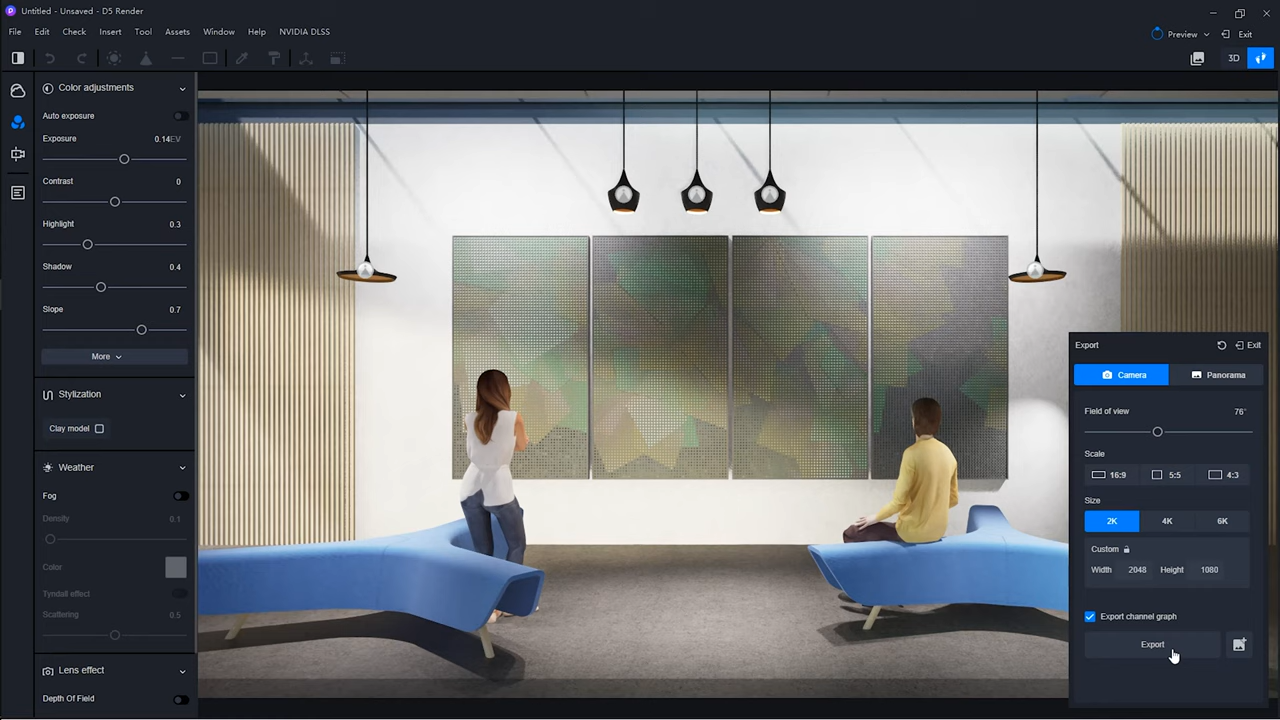 Untitled - Unsaved - D5 Render
File Edit Check Insert Tool Assets Window Help NVIDIA DLSS
Preview Exit
3D
Color adjustments
Auto exposure
Exposure 0.14EV
Contrast 0
Highlight 0.3
Shadow 0.4
Slope 0.7
More
Stylization
Clay model
Weather
Fog
Density 0.1
Color
Tyndall effect
Scattering 0.5
Lens effect
Depth Of Field
Export Exit
Camera Panorama
Field of view 76°
Scale
16:9 5:5 4:3
Size
2K 4K 6K
Custom
Width 2048 Height 1080
Export channel graph
Export